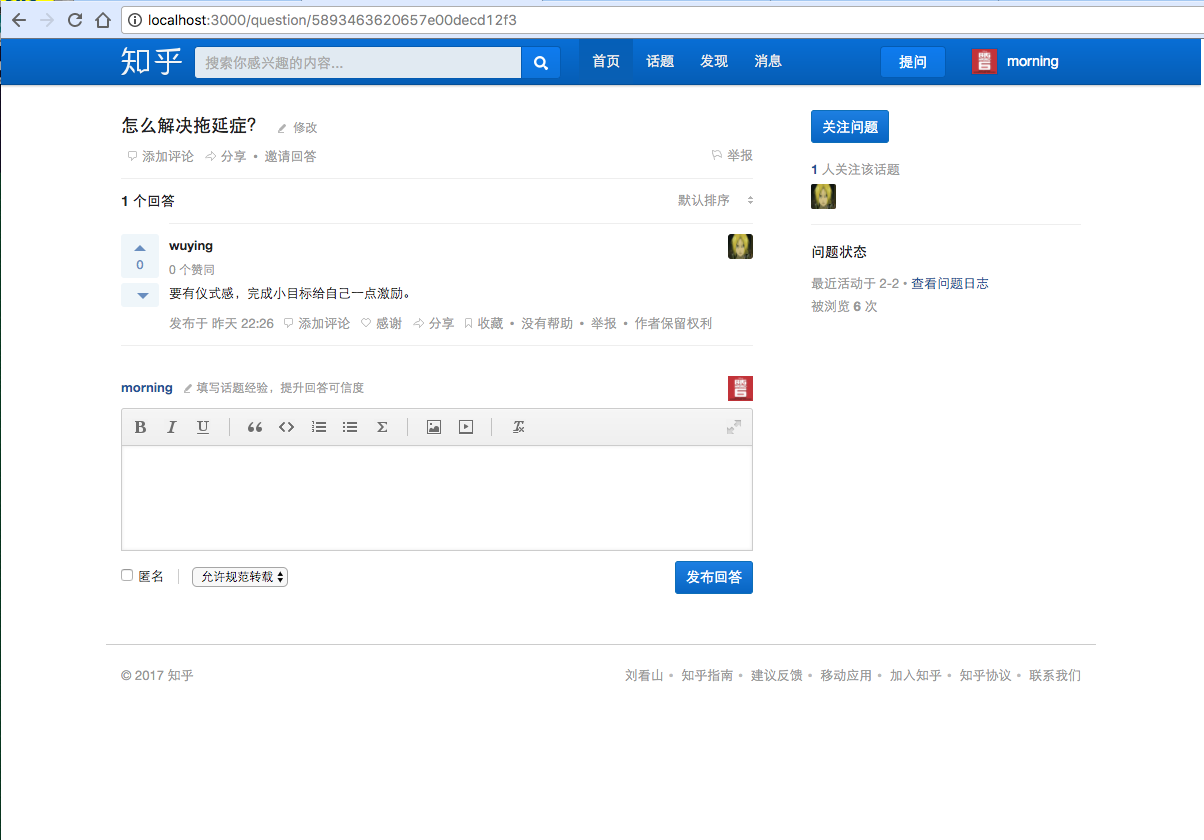 localhost:3000/question/5893463620657e00decd12f3
知乎 搜索你感兴趣的内容... 首页 话题 发现 消息 提问 morning
怎么解决拖延症? 修改
添加评论 分享 • 邀请回答 举报
1 个回答 默认排序
wuying
0
0 个赞同
要有仪式感，完成小目标给自己一点激励。
发布于 昨天 22:26 添加评论 感谢 分享 收藏 • 没有帮助 • 举报 • 作者保留权利
morning 填写话题经验，提升回答可信度
B I U
匿名 允许规范转载 发布回答
关注问题
1 人关注该话题
问题状态
最近活动于 2-2 • 查看问题日志
被浏览 6 次
© 2017 知乎 刘看山 • 知乎指南 • 建议反馈 • 移动应用 • 加入知乎 • 知乎协议 • 联系我们